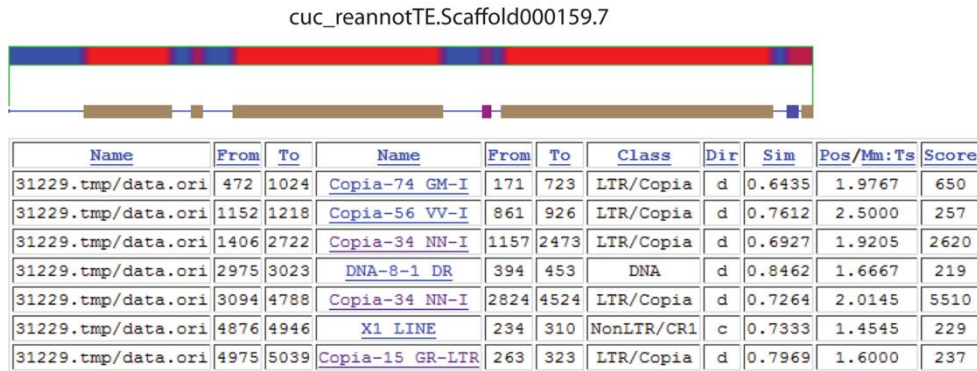 cuc_reannotTE.Scaffold000159.7
Name From To Name From To Class Dir Sim Pos/Mm:Ts Score
31229.tmp/data.ori 472 1024 Copia-74 GM-I 171 723 LTR/Copia d 0.6435 1.9767 650
31229.tmp/data.ori 1152 1218 Copia-56 VV-I 861 926 LTR/Copia d 0.7612 2.5000 257
31229.tmp/data.ori 1406 2722 Copia-34 NN-I 1157 2473 LTR/Copia d 0.6927 1.9205 2620
31229.tmp/data.ori 2975 3023 DNA-8-1 DR 394 453 DNA d 0.8462 1.6667 219
31229.tmp/data.ori 3094 4788 Copia-34 NN-I 2824 4524 LTR/Copia d 0.7264 2.0145 5510
31229.tmp/data.ori 4876 4946 X1 LINE 234 310 NonLTR/CR1 c 0.7333 1.4545 229
31229.tmp/data.ori 4975 5039 Copia-15 GR-LTR 263 323 LTR/Copia d 0.7969 1.6000 237